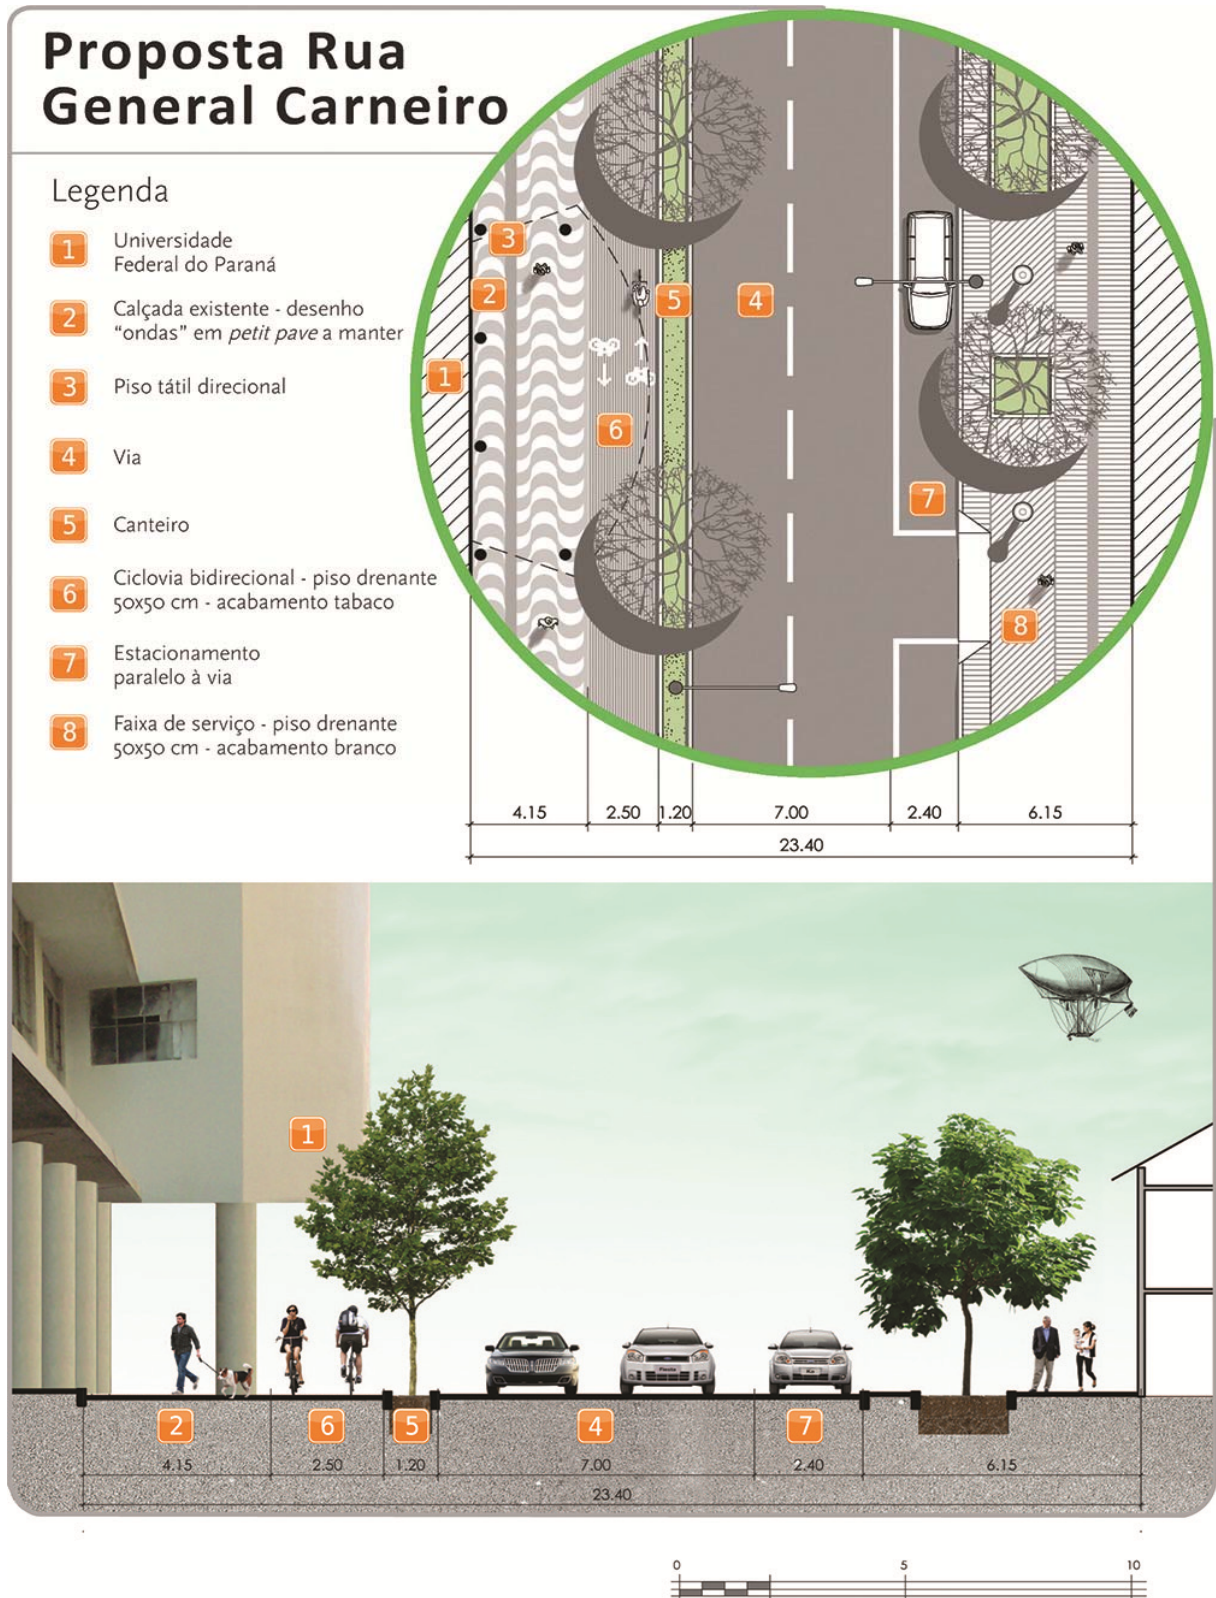 Proposta Rua
General Carneiro
Legenda
1 Universidade
Federal do Paraná
2 Calçada existente - desenho
“ondas” em petit pave a manter
3 Piso tátil direcional
4 Via
5 Canteiro
6 Ciclovia bidirecional - piso drenante
50x50 cm - acabamento tabaco
7 Estacionamento
paralelo à via
8 Faixa de serviço - piso drenante
50x50 cm - acabamento branco
3
2
5
4
1
6
7
8
4.15 2.50 1.20 7.00 2.40 6.15
23.40
1
Fiesta
Ka
2 6 5 4 7
4.15 2.50 1.20 7.00 2.40 6.15
23.40
0 5 10